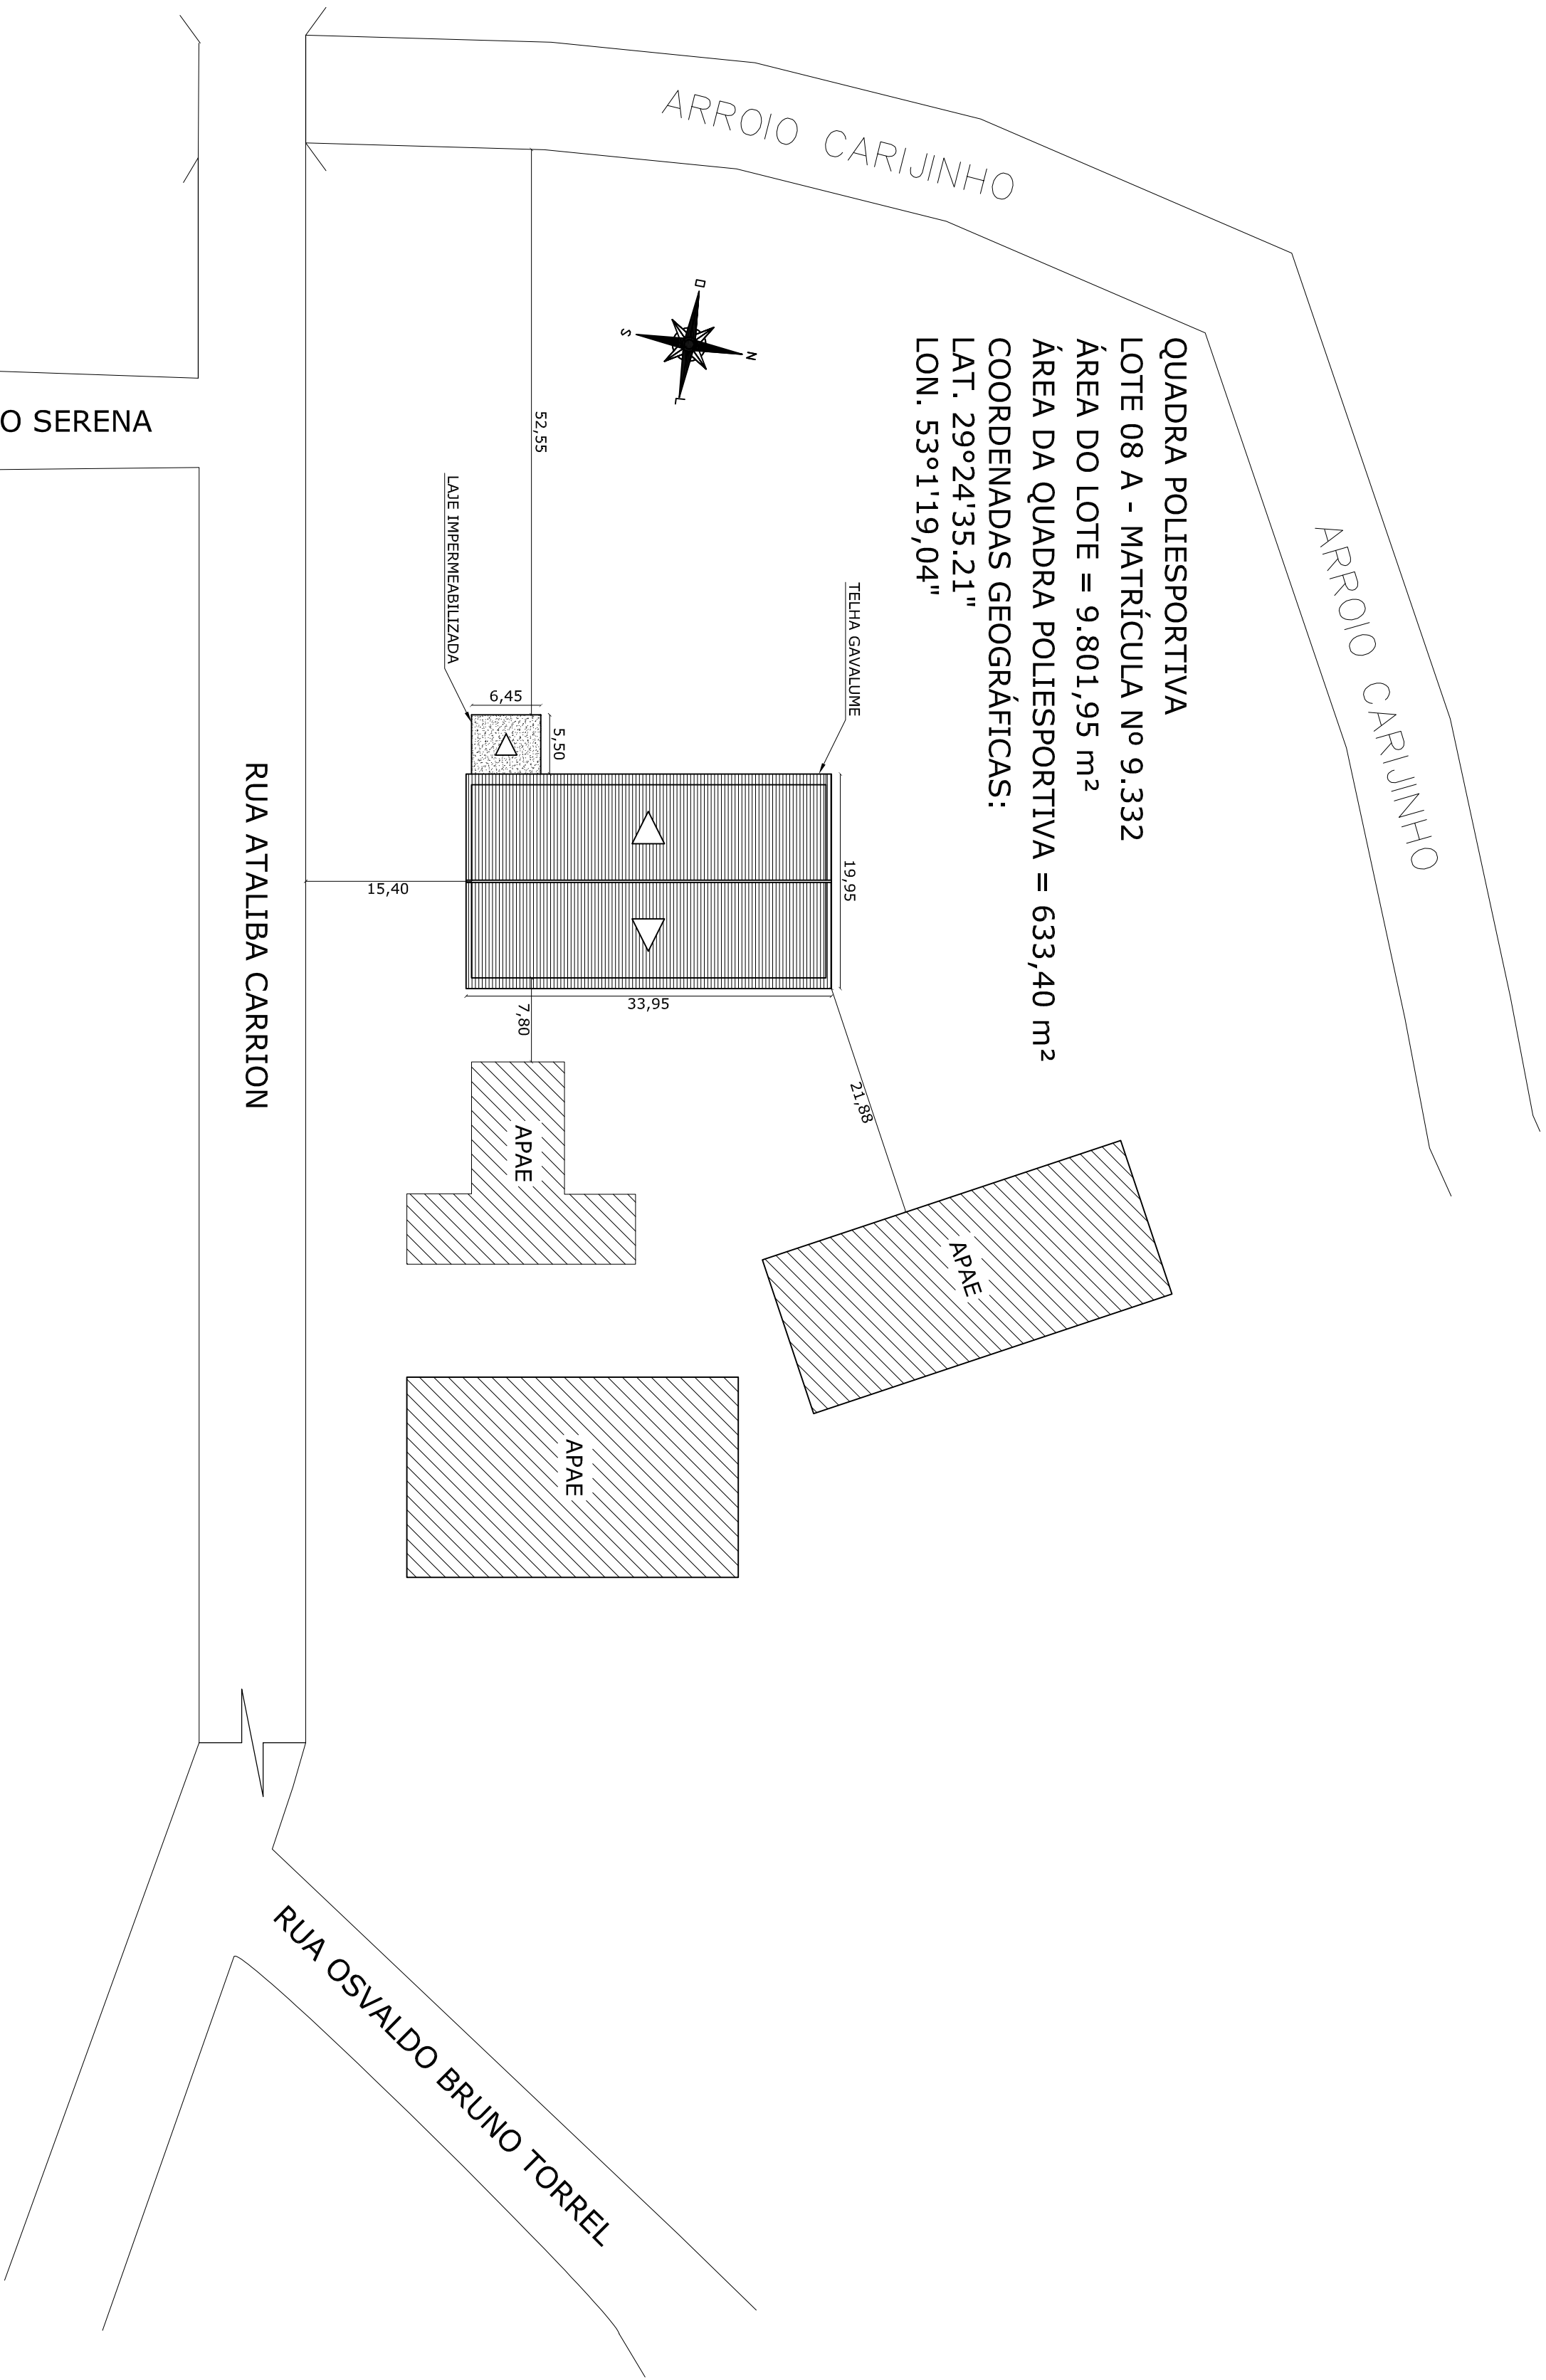 ARROIO CARIJINHO
ARROIO CARIJINHO
QUADRA POLIESPORTIVA
LOTE 08 A - MATRÍCULA Nº 9.332
ÁREA DO LOTE = 9.801,95 m²
ÁREA DA QUADRA POLIESPORTIVA = 633,40 m²
COORDENADAS GEOGRÁFICAS:
LAT. 29°24'35.21"
LON. 53°1'19,04"
O
N
S
L
52,55
O SERENA
LAJE IMPERMEABILIZADA
TELHA GAVALUME
6,45
5,50
19,95
15,40
33,95
7,80
21,88
RUA ATALIBA CARRION
APAE
APAE
APAE
RUA OSVALDO BRUNO TORREL